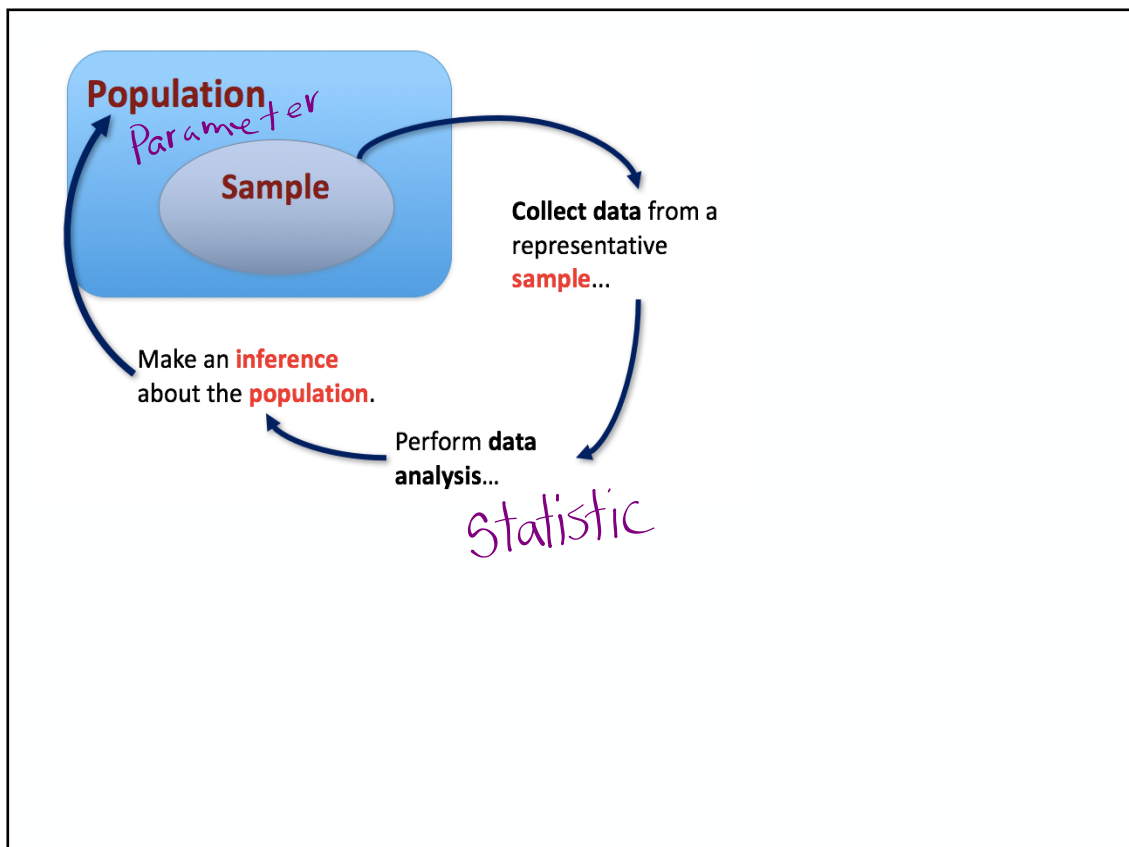 Population
Parameter
Sample
Collect data from a
representative
sample...
Make an inference
about the population.
Perform data
analysis...
Statistic